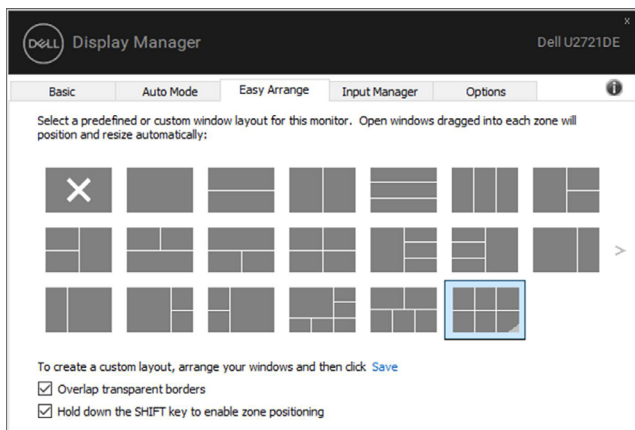 DELL Display Manager
x
Dell U2721DE
Basic Auto Mode Easy Arrange Input Manager Options
Select a predefined or custom window layout for this monitor. Open windows dragged into each zone will
position and resize automatically:
To create a custom layout, arrange your windows and then click Save
Overlap transparent borders
Hold down the SHIFT key to enable zone positioning